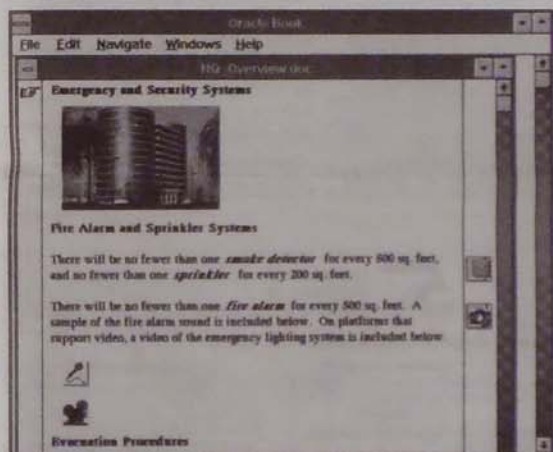 Oracle Book
File Edit Navigate Windows Help
HQ_Overview.doc
Emergency and Security Systems
Fire Alarm and Sprinkler Systems
There will be no fewer than one smoke detector for every 800 sq. feet,
and no fewer than one sprinkler for every 200 sq. feet.
There will be no fewer than one fire alarm for every 500 sq. feet. A
sample of the fire alarm sound is included below. On platforms that
support video, a video of the emergency lighting system is included below
Evacuation Procedures